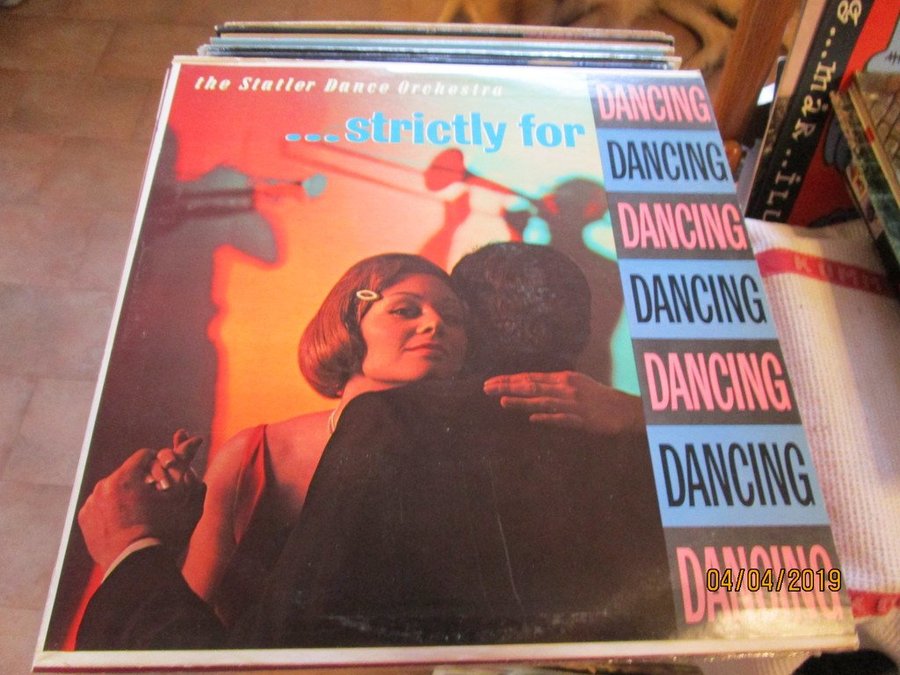 the Statler Dance Orchestra
...strictly for
DANCING
DANCING
DANCING
DANCING
DANCING
DANCING
DANCING
04/04/2019